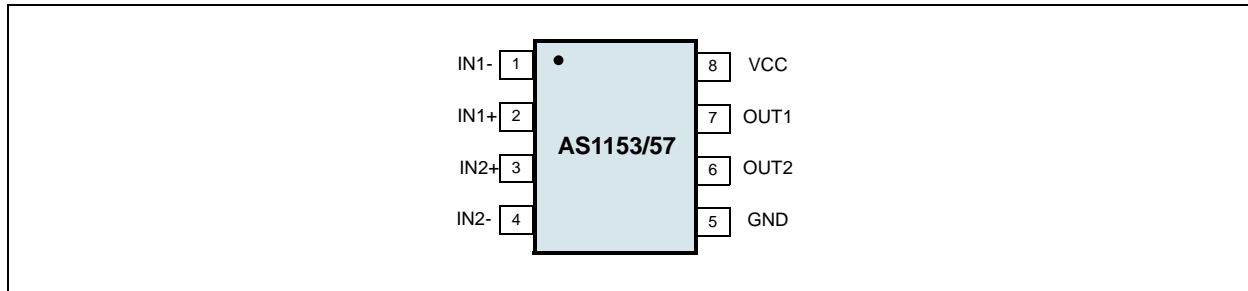 IN1- 1 8 VCC
IN1+ 2 7 OUT1
AS1153/57
IN2+ 3 6 OUT2
IN2- 4 5 GND